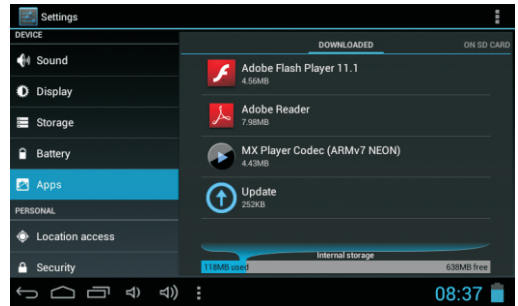 Settings
DEVICE
Sound
Display
Storage
Battery
Apps
PERSONAL
Location access
Security
DOWNLOADED
ON SD CARD
Adobe Flash Player 11.1
4.56MB
Adobe Reader
7.98MB
MX Player Codec (ARMv7 NEON)
4.43MB
Update
252KB
Internal storage
118MB used
638MB free
08:37